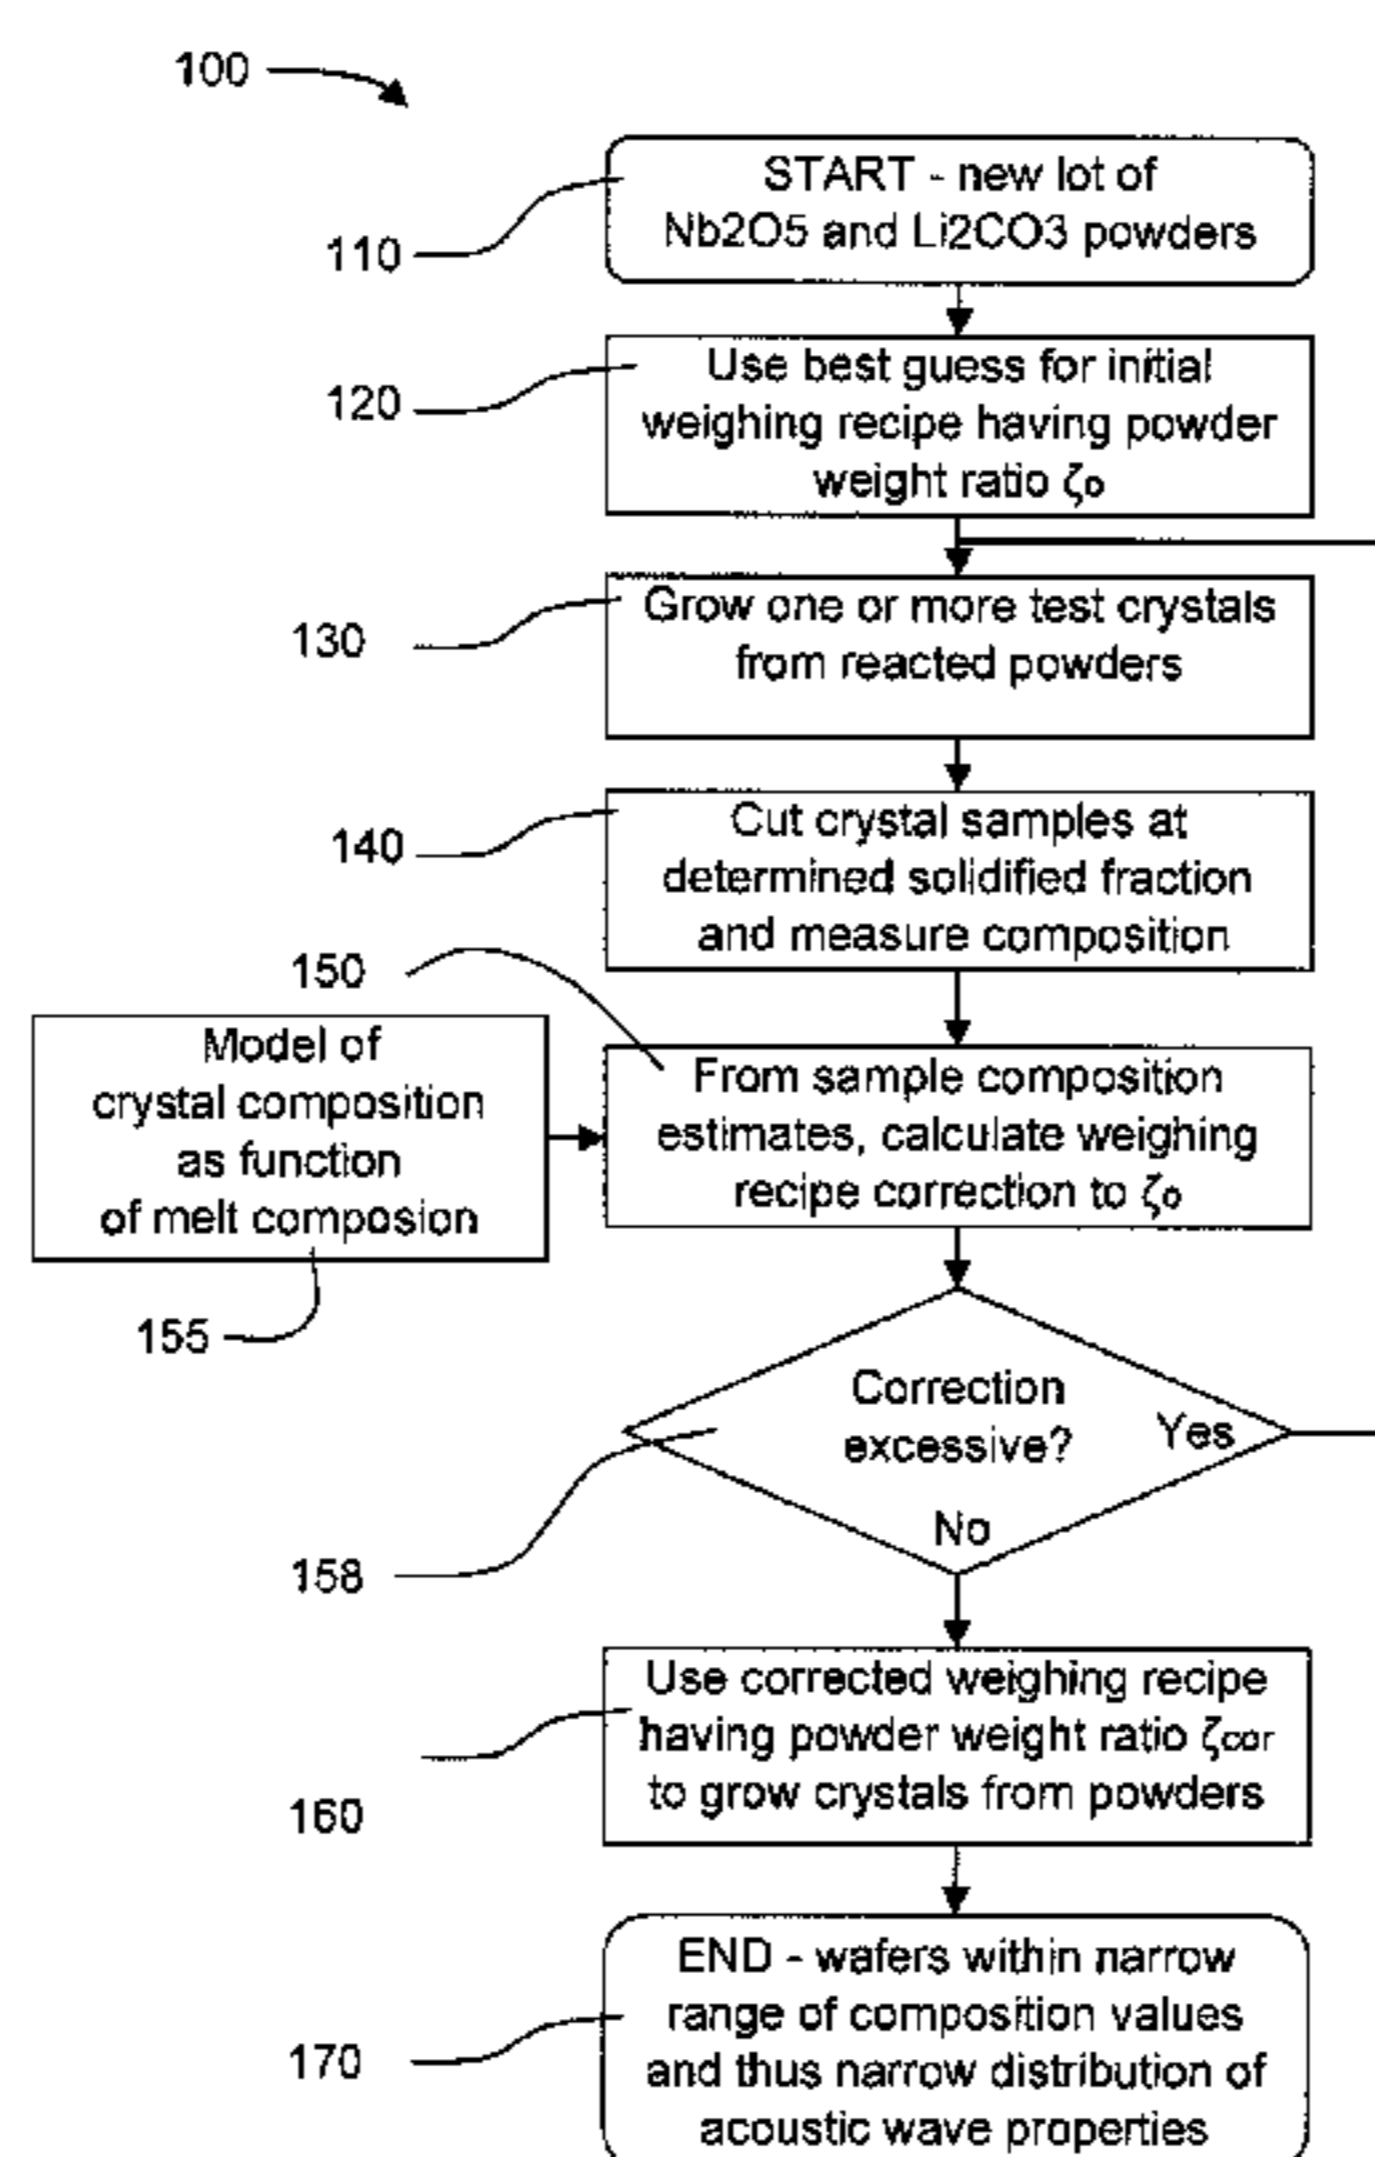 100
START - new lot of
Nb2O5 and Li2CO3 powders
110
Use best guess for initial
weighing recipe having powder
weight ratio ζo
120
Grow one or more test crystals
from reacted powders
130
Cut crystal samples at
determined solidified fraction
and measure composition
140
150
Model of
crystal composition
as function
of melt composion
155
From sample composition
estimates, calculate weighing
recipe correction to ζo
Correction
excessive?
Yes
No
158
Use corrected weighing recipe
having powder weight ratio ζcor
to grow crystals from powders
160
END - wafers within narrow
range of composition values
and thus narrow distribution of
acoustic wave properties
170